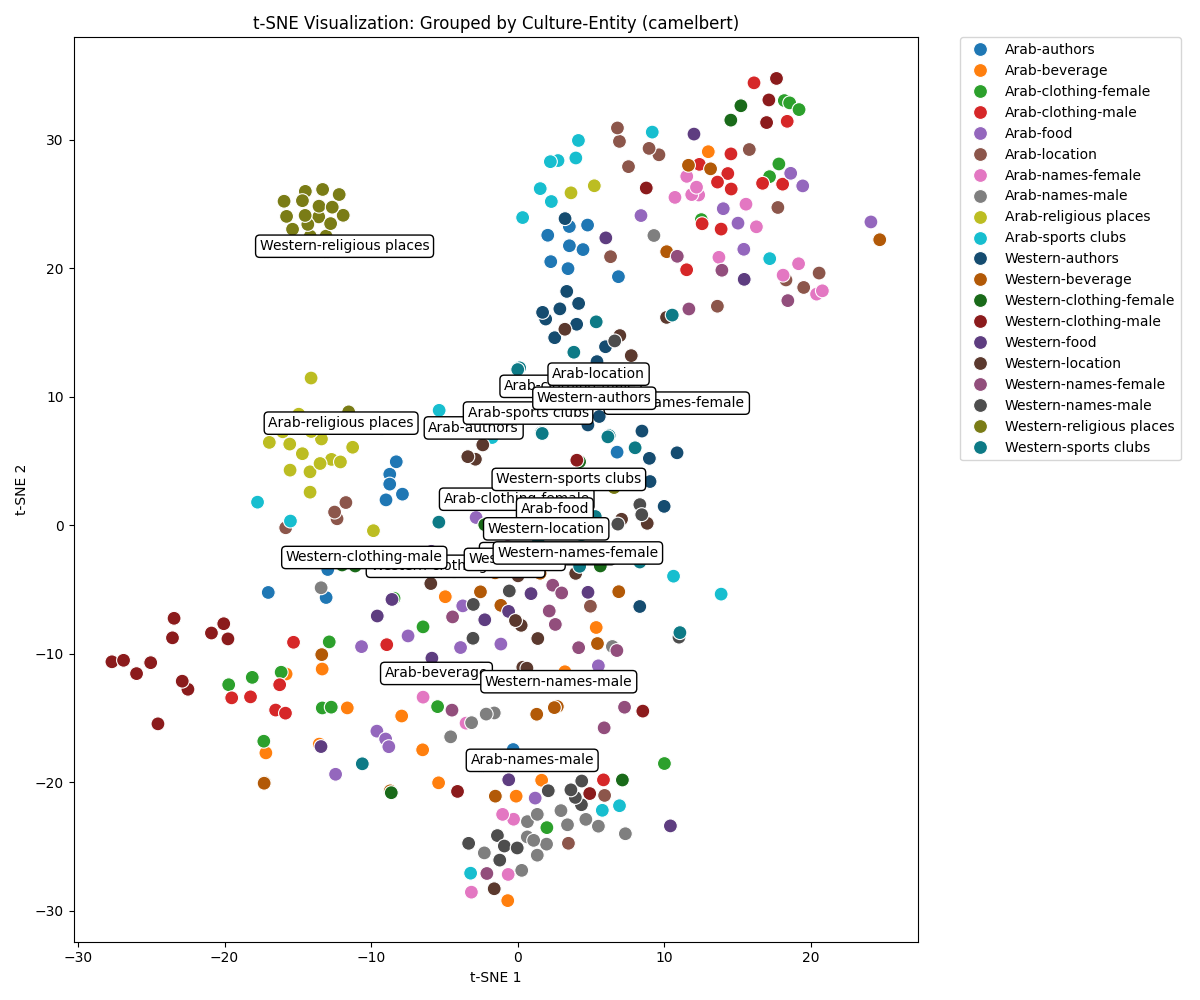 t-SNE Visualization: Grouped by Culture-Entity (camelbert)
t-SNE 2
30
20
10
0
−10
−20
−30
Western-religious places
Arab-location
Western-authors
names-female
Arab-sports clubs
Arab-religious places
Arab-authors
Western-sports clubs
Arab-clothing-female
Arab-food
Western-location
Western-names-female
Western-clothing-male
Arab-beverage
Western-names-male
Arab-names-male
−30
−20
−10
0
10
20
t-SNE 1
Arab-authors
Arab-beverage
Arab-clothing-female
Arab-clothing-male
Arab-food
Arab-location
Arab-names-female
Arab-names-male
Arab-religious places
Arab-sports clubs
Western-authors
Western-beverage
Western-clothing-female
Western-clothing-male
Western-food
Western-location
Western-names-female
Western-names-male
Western-religious places
Western-sports clubs